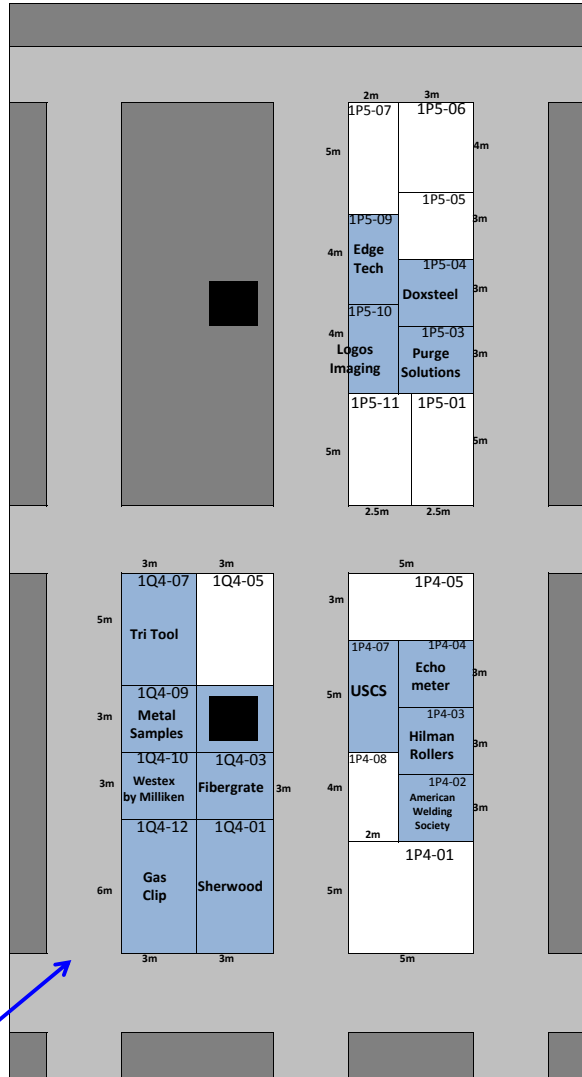 2m 3m
1P5-07 1P5-06
5m 4m
1P5-05
3m
1P5-09
Edge
Tech
4m
1P5-04
Doxsteel
3m
1P5-10
4m
Logos
Imaging
1P5-03
Purge
Solutions
3m
1P5-11 1P5-01
5m 5m
2.5m 2.5m
3m 3m
1Q4-07 1Q4-05
5m
Tri Tool
1Q4-09
3m
Metal
Samples
1Q4-10
3m
Westex
by Milliken
1Q4-03
Fibergrate
3m
1Q4-12 1Q4-01
6m
Gas
Clip
Sherwood
3m 3m
5m
1P4-05
3m
1P4-07
5m
USCS
1P4-04
Echo
meter
3m
1P4-03
Hilman
Rollers
3m
1P4-08
4m
2m
1P4-02
American
Welding
Society
3m
1P4-01
5m
5m